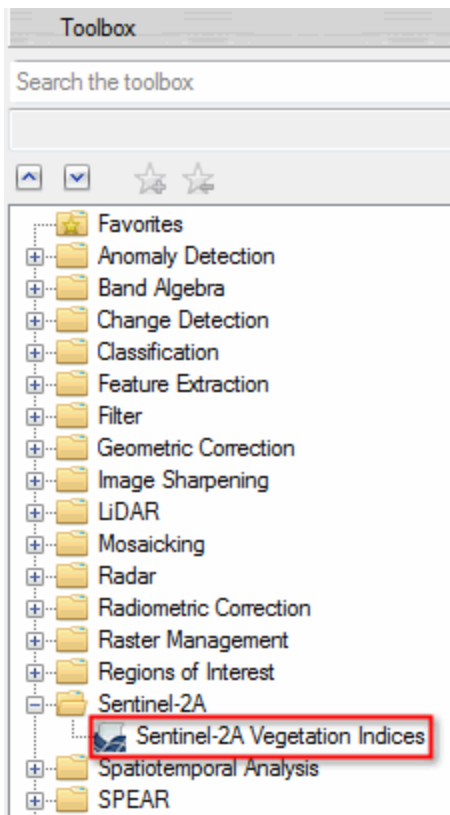 Toolbox
Search the toolbox
Favorites
Anomaly Detection
Band Algebra
Change Detection
Classification
Feature Extraction
Filter
Geometric Correction
Image Sharpening
LiDAR
Mosaicking
Radar
Radiometric Correction
Raster Management
Regions of Interest
Sentinel-2A
Sentinel-2A Vegetation Indices
Spatiotemporal Analysis
SPEAR